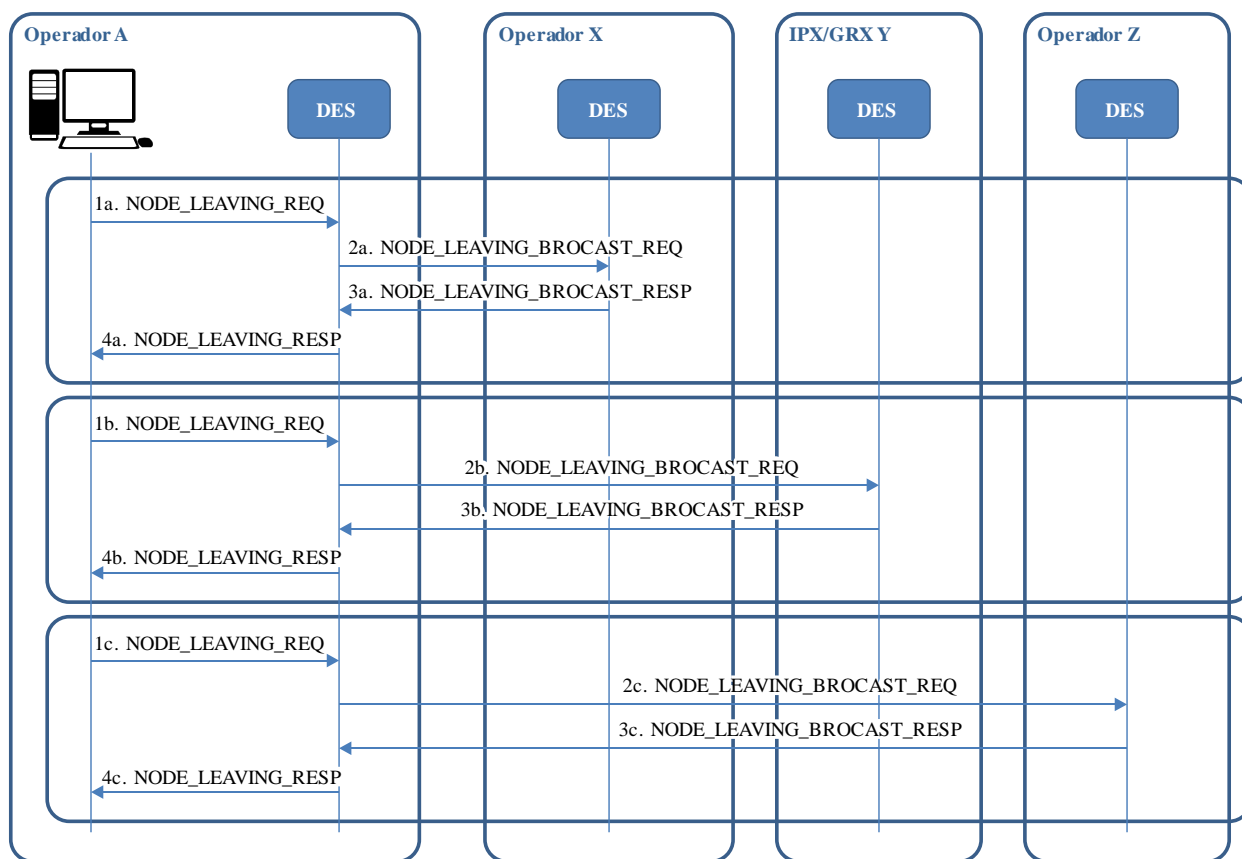 Operador A
Operador X
IPX/GRX Y
Operador Z
DES
DES
DES
DES
1a. NODE_LEAVING_REQ
2a. NODE_LEAVING_BROCAST_REQ
3a. NODE_LEAVING_BROCAST_RESP
4a. NODE_LEAVING_RESP
1b. NODE_LEAVING_REQ
2b. NODE_LEAVING_BROCAST_REQ
3b. NODE_LEAVING_BROCAST_RESP
4b. NODE_LEAVING_RESP
1c. NODE_LEAVING_REQ
2c. NODE_LEAVING_BROCAST_REQ
3c. NODE_LEAVING_BROCAST_RESP
4c. NODE_LEAVING_RESP